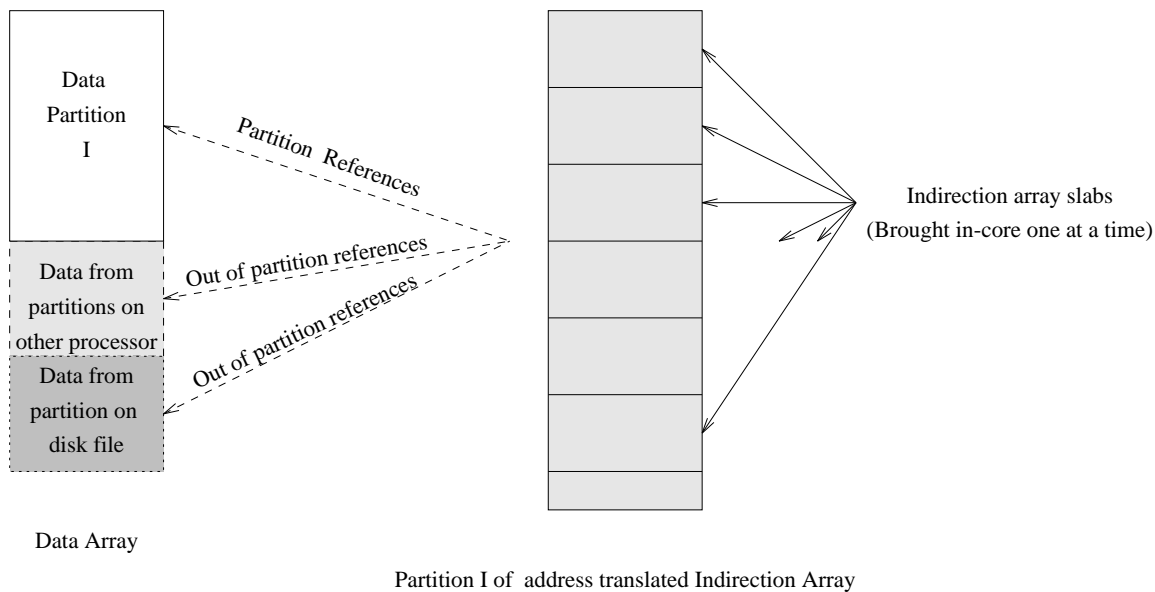 Data
Partition
I
Partition References
Out of partition references
Out of partition references
Data from
partitions on
other processor
Data from
partition on
disk file
Data Array
Indirection array slabs
(Brought in-core one at a time)
Partition I of address translated Indirection Array